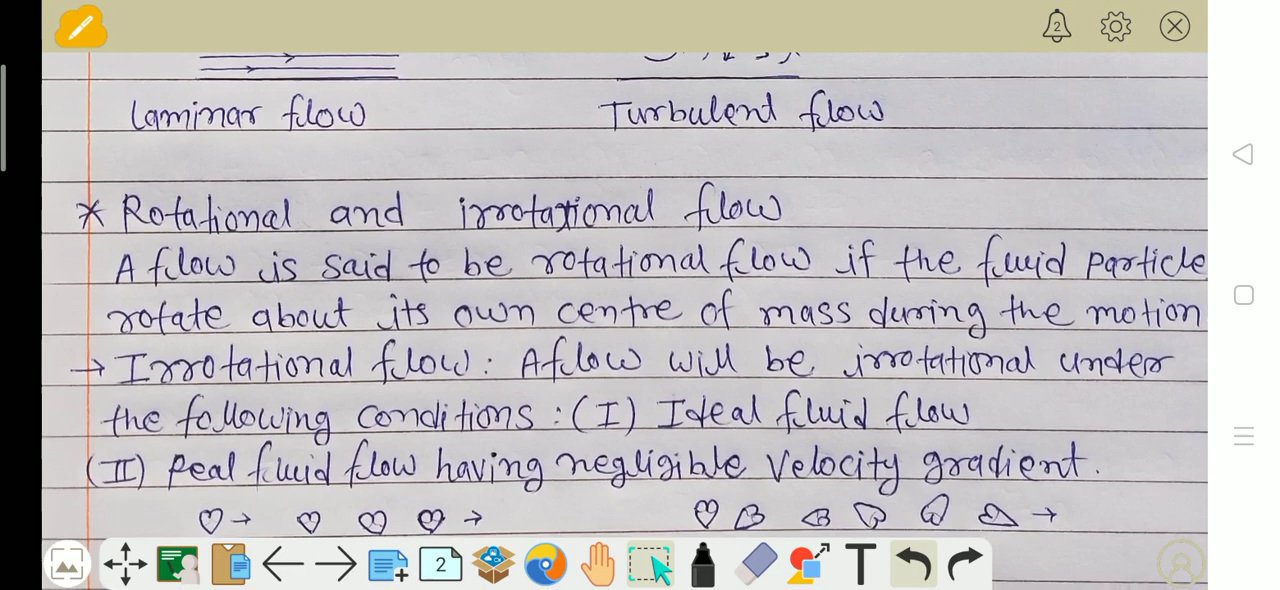 2
Laminar flow Turbulent flow
* Rotational and irrotational flow
A flow is said to be rotational flow if the fluid particle
rotate about its own centre of mass during the motion
→ Irrotational flow: A flow will be irrotational under
the following conditions: (I) Ideal fluid flow
(II) Real fluid flow having negligible velocity gradient.
2 T